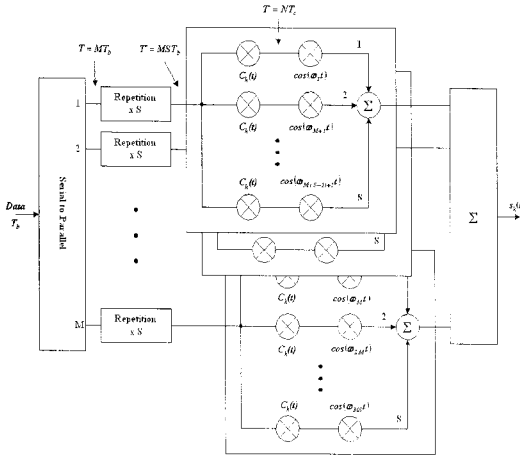 T = NT_c
T = MT_b
T = MST_b
1
C_k(t)
cos(ω_1 t)
1
Repetition
x S
2
C_k(t)
cos(ω_{M+1} t)
Σ
2
Repetition
x S
S
C_k(t)
Data
T_b
Serial to Parallel
S
Σ
s_k(t)
M
Repetition
x S
C_k(t)
cos(ω_M t)
2
Σ
C_k(t)
cos(ω_{2M} t)
S
C_k(t)
cos(ω_{MS} t)